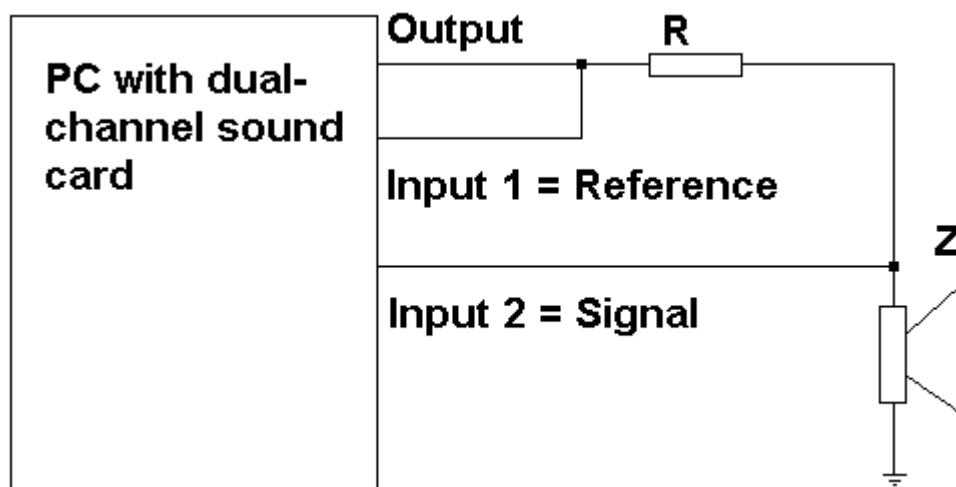 Output
R
PC with dual-
channel sound
card
Input 1 = Reference
Z
Input 2 = Signal